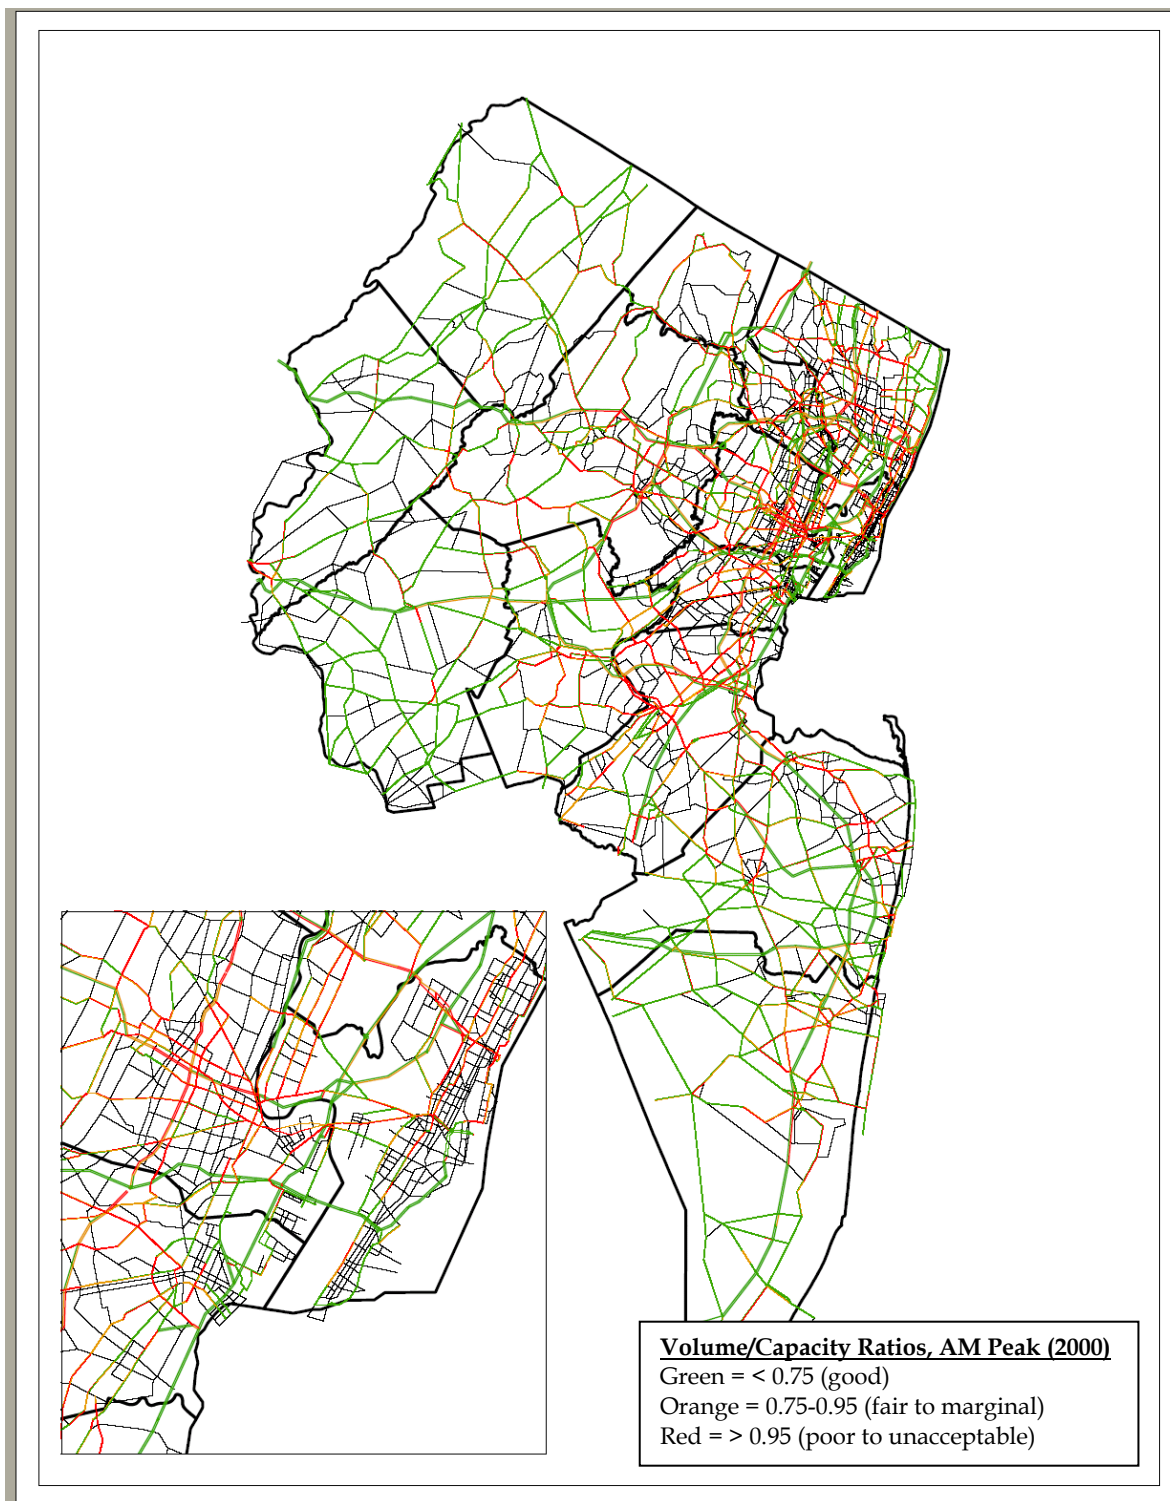 Volume/Capacity Ratios, AM Peak (2000)
Green = < 0.75 (good)
Orange = 0.75-0.95 (fair to marginal)
Red = > 0.95 (poor to unacceptable)